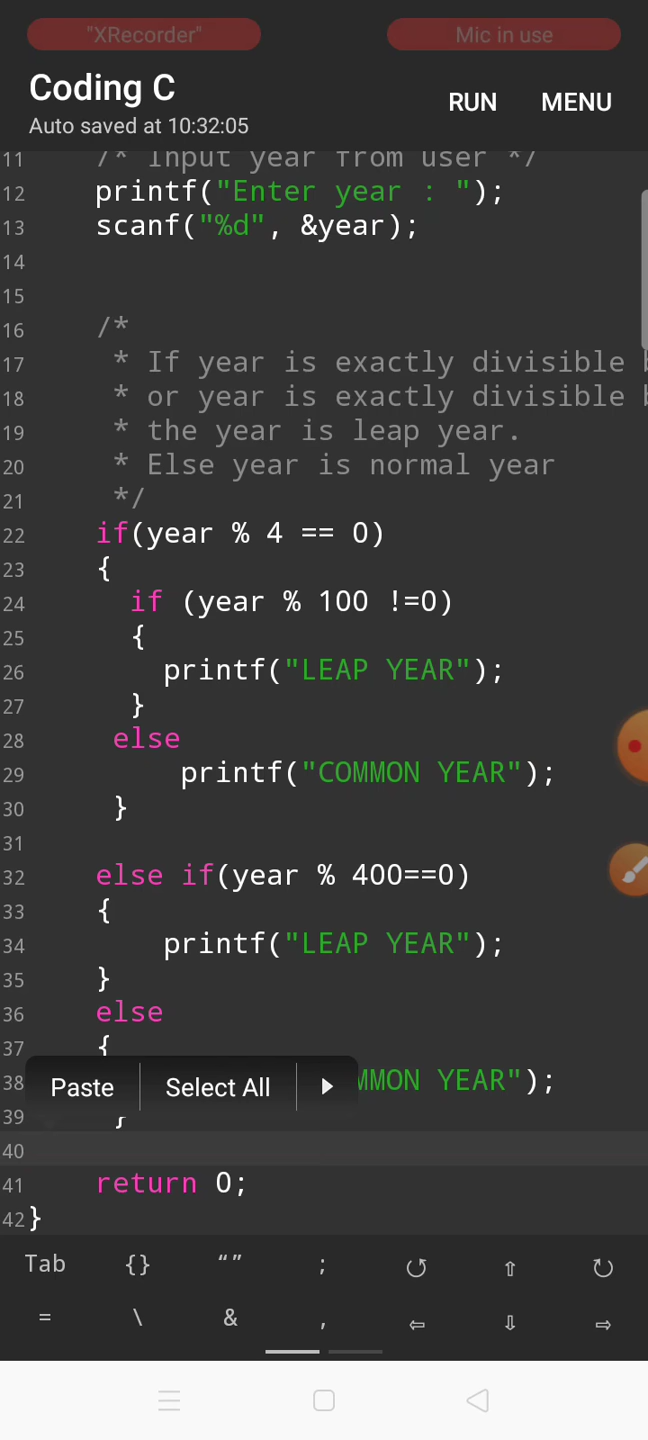 "XRecorder"
Mic in use
Coding C
RUN
MENU
Auto saved at 10:32:05
11 /* Input year from user */
12 printf("Enter year : ");
13 scanf("%d", &year);
14
15
16 /*
17 * If year is exactly divisible
18 * or year is exactly divisible
19 * the year is leap year.
20 * Else year is normal year
21 */
22 if(year % 4 == 0)
23 {
24 if (year % 100 !=0)
25 {
26 printf("LEAP YEAR");
27 }
28 else
29 printf("COMMON YEAR");
30 }
31
32 else if(year % 400==0)
33 {
34 printf("LEAP YEAR");
35 }
36 else
37 {
Paste
Select All
38 MMON YEAR");
39 }
40
41 return 0;
42 }
Tab {} “” ; ↺ ⇧ ↻
= \ & , ⇦ ⇩ ⇨